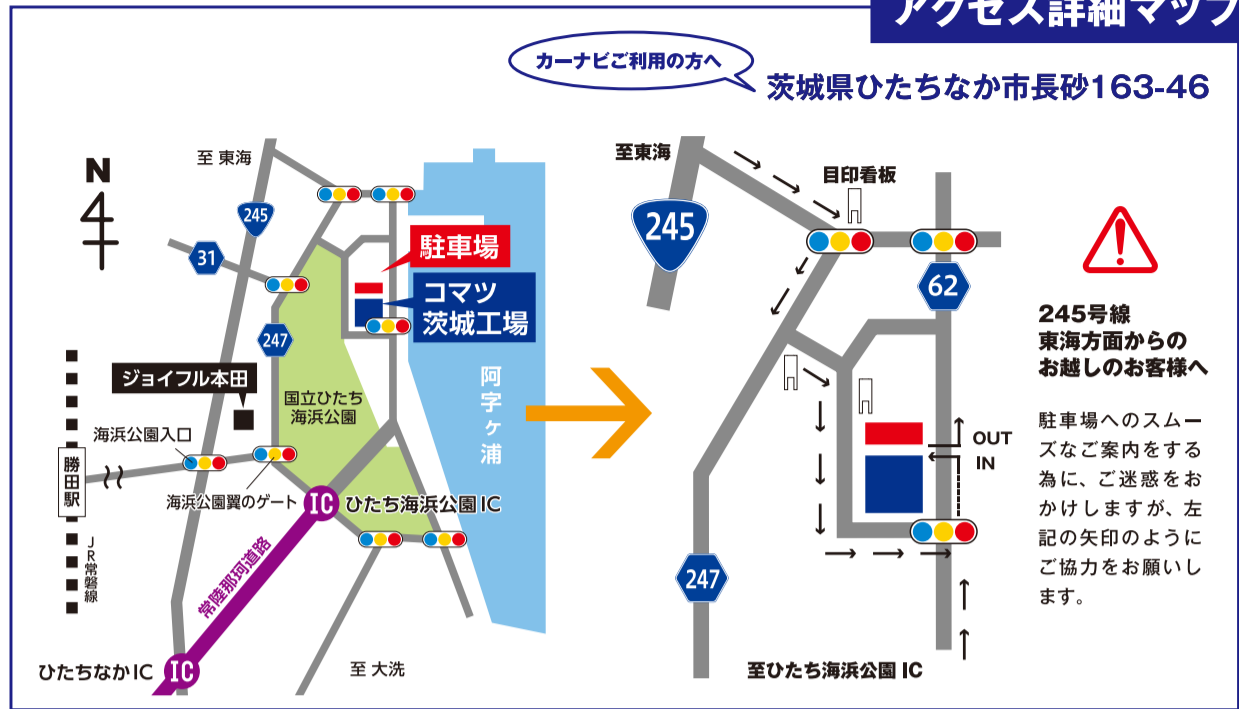 アクセス詳細マップ
カーナビご利用の方へ
茨城県ひたちなか市長砂163-46
N
至 東海
245
31
駐車場
コマツ
茨城工場
247
ジョイフル本田
国立ひたち
海浜公園
阿字ヶ浦
海浜公園入口
勝田駅
海浜公園翼のゲート
IC
ひたち海浜公園 IC
JR常磐線
常陸那珂道路
ひたちなか IC
IC
至 大洗
至東海
目印看板
245
62
OUT
IN
247
至ひたち海浜公園 IC
245号線
東海方面からの
お越しのお客様へ
駐車場へのスムー
ズなご案内をする
為に、ご迷惑をお
かけしますが、左
記の矢印のように
ご協力をお願いし
ます。